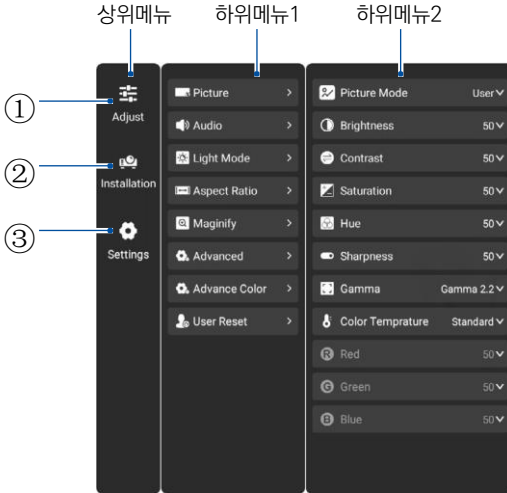 상위메뉴 하위메뉴1 하위메뉴2
①
Adjust
②
Installation
③
Settings
Picture >
Audio >
Light Mode >
Aspect Ratio >
Maginify >
Advanced >
Advance Color >
User Reset >
Picture Mode User
Brightness 50
Contrast 50
Saturation 50
Hue 50
Sharpness 50
Gamma Gamma 2.2
Color Temprature Standard
R Red 50
G Green 50
B Blue 50